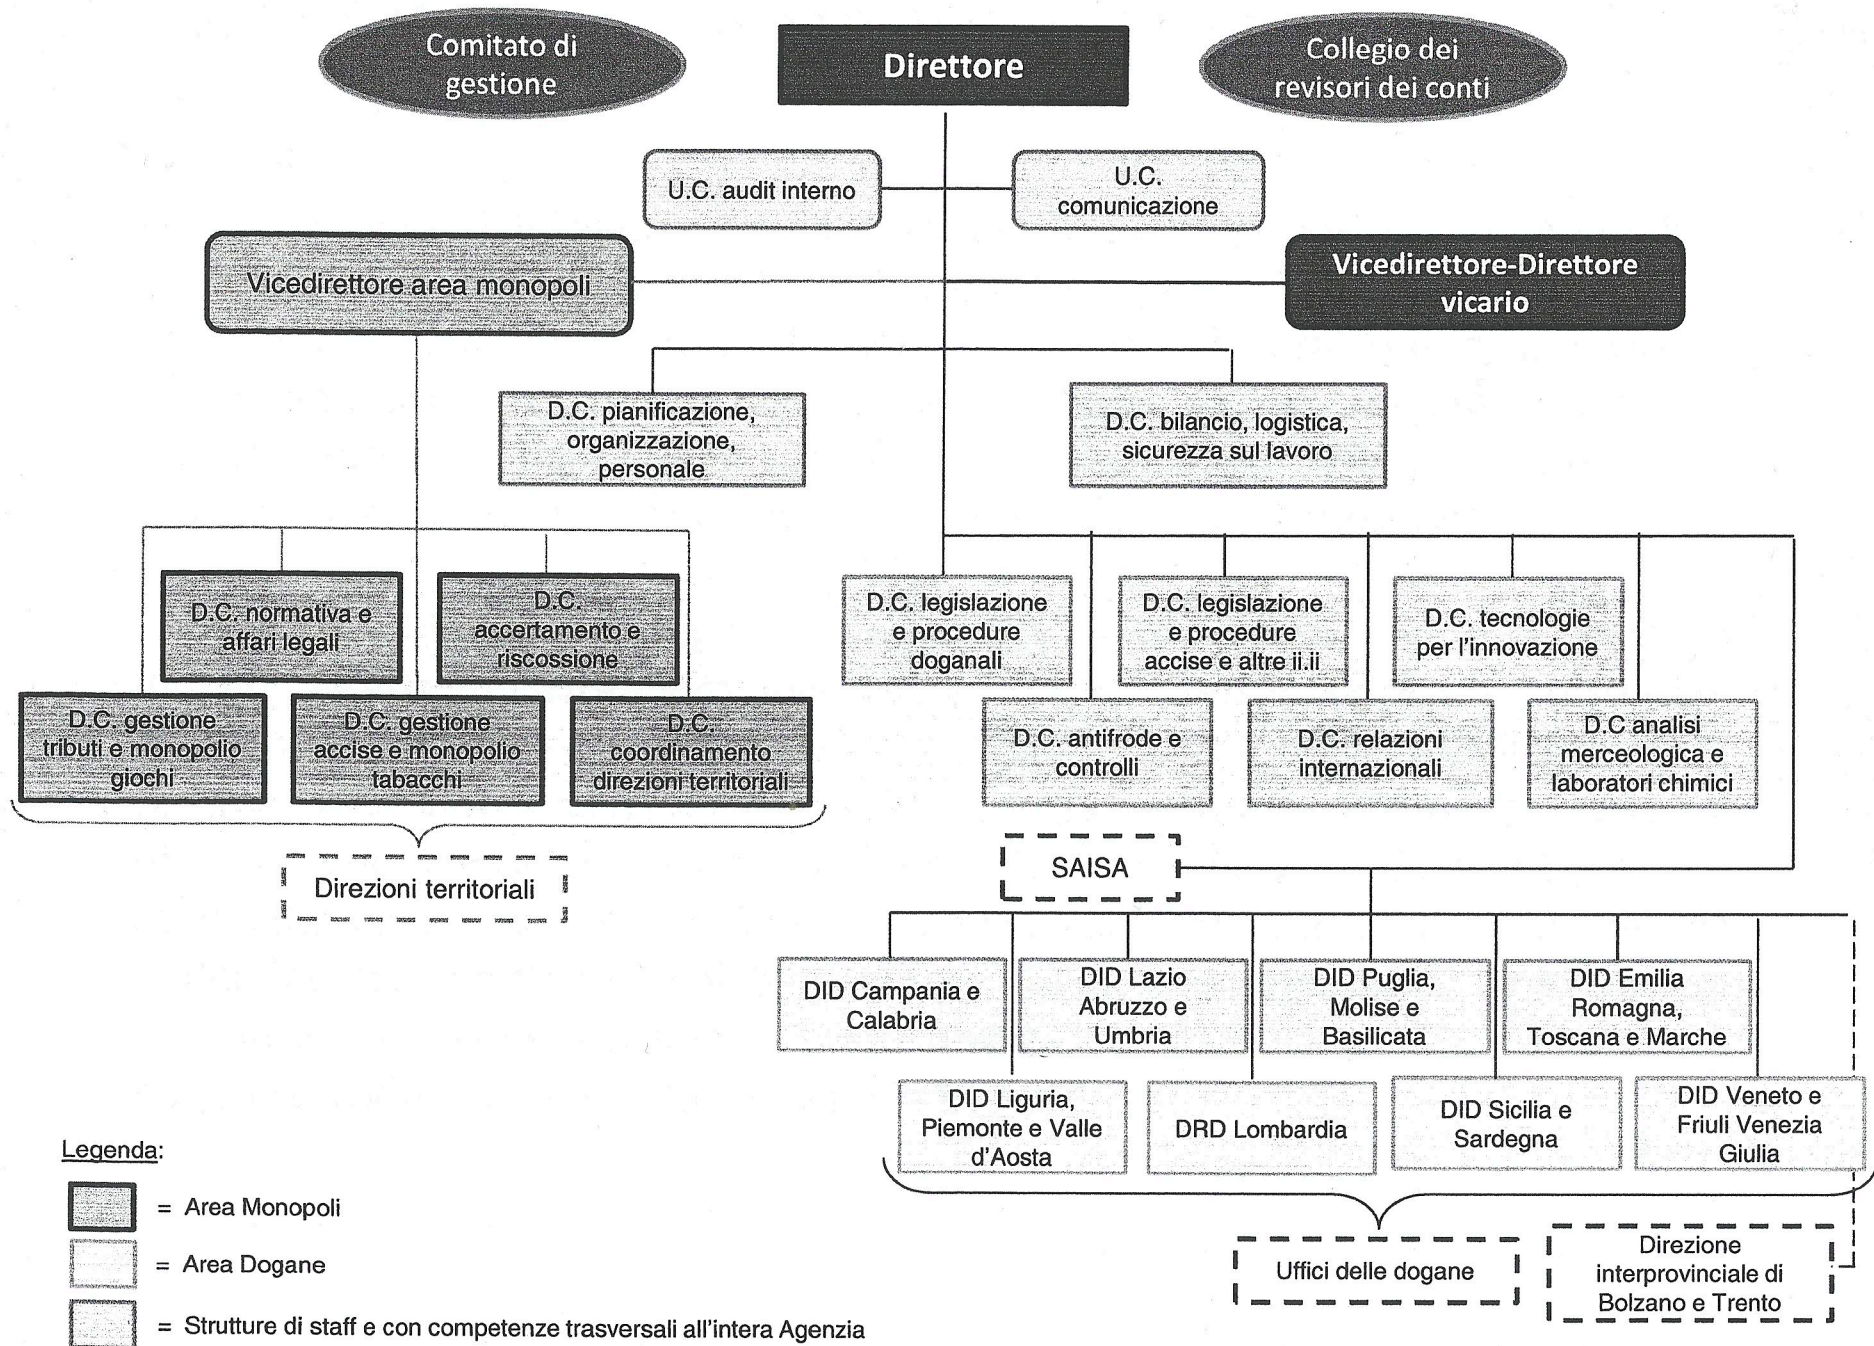 Comitato di
gestione
Direttore
Collegio dei
revisori dei conti
U.C. audit interno
U.C.
comunicazione
Vicedirettore area monopoli
Vicedirettore-Direttore
vicario
D.C. pianificazione,
organizzazione,
personale
D.C. bilancio, logistica,
sicurezza sul lavoro
D.C. normativa e
affari legali
D.C.
accertamento e
riscossione
D.C. gestione
tributi e monopolio
giochi
D.C. gestione
accise e monopolio
tabacchi
D.C.
coordinamento
direzioni territoriali
Direzioni territoriali
D.C. legislazione
e procedure
doganali
D.C. legislazione
e procedure
accise e altre ii.ii
D.C. tecnologie
per l'innovazione
D.C. antifrode e
controlli
D.C. relazioni
internazionali
D.C analisi
merceologica e
laboratori chimici
SAISA
DID Campania e
Calabria
DID Lazio
Abruzzo e
Umbria
DID Puglia,
Molise e
Basilicata
DID Emilia
Romagna,
Toscana e Marche
DID Liguria,
Piemonte e Valle
d'Aosta
DRD Lombardia
DID Sicilia e
Sardegna
DID Veneto e
Friuli Venezia
Giulia
Uffici delle dogane
Direzione
interprovinciale di
Bolzano e Trento
Legenda:
= Area Monopoli
= Area Dogane
= Strutture di staff e con competenze trasversali all'intera Agenzia